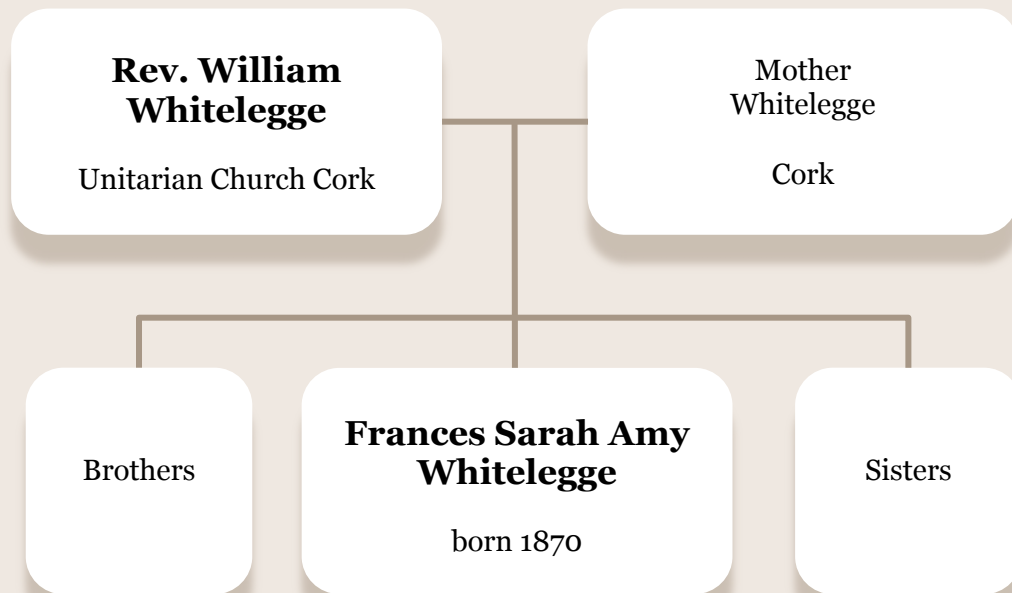 Rev. William
Whitelegge
Unitarian Church Cork
Mother
Whitelegge
Cork
Brothers
Frances Sarah Amy
Whitelegge
born 1870
Sisters